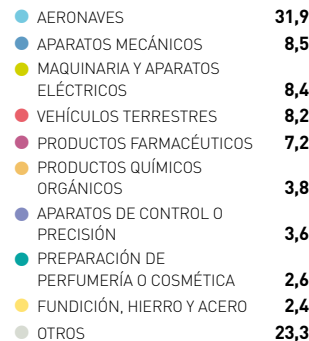 AERONAVES 31,9
APARATOS MECÁNICOS 8,5
MAQUINARIA Y APARATOS
ELÉCTRICOS 8,4
VEHÍCULOS TERRESTRES 8,2
PRODUCTOS FARMACÉUTICOS 7,2
PRODUCTOS QUÍMICOS
ORGÁNICOS 3,8
APARATOS DE CONTROL O
PRECISIÓN 3,6
PREPARACIÓN DE
PERFUMERÍA O COSMÉTICA 2,6
FUNDICIÓN, HIERRO Y ACERO 2,4
OTROS 23,3